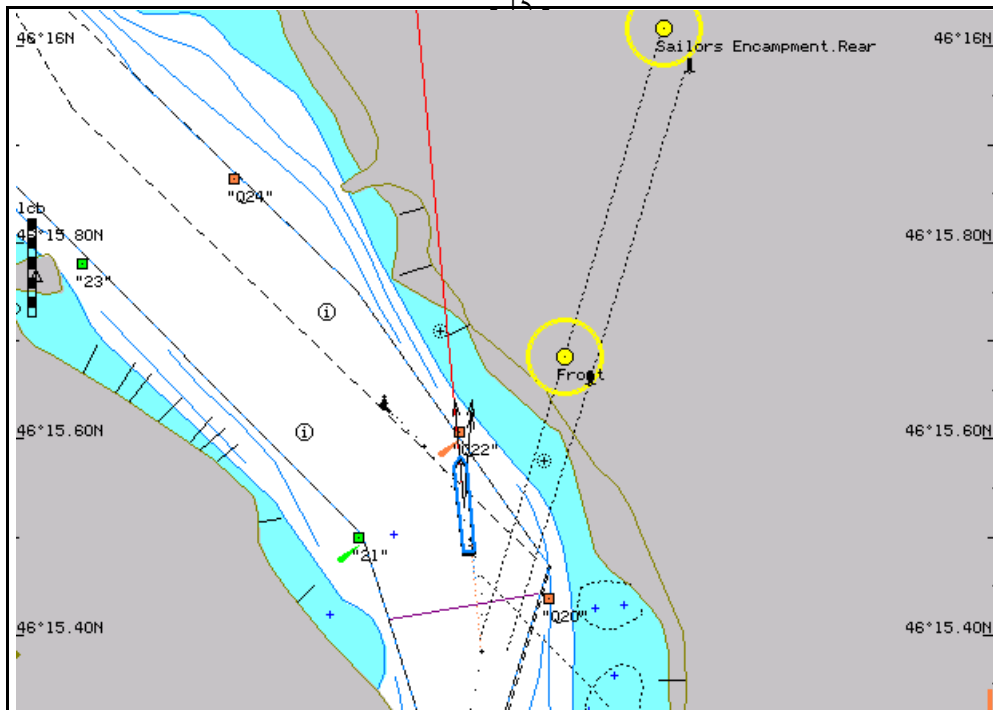 - 15 -
46°16N
46°16N
Sailors Encampment.Rear
"Q24"
lcb
46°15.80N
46°15.80N
"23"
Front
46°15.60N
46°15.60N
"Q22"
"21"
"Q20"
46°15.40N
46°15.40N